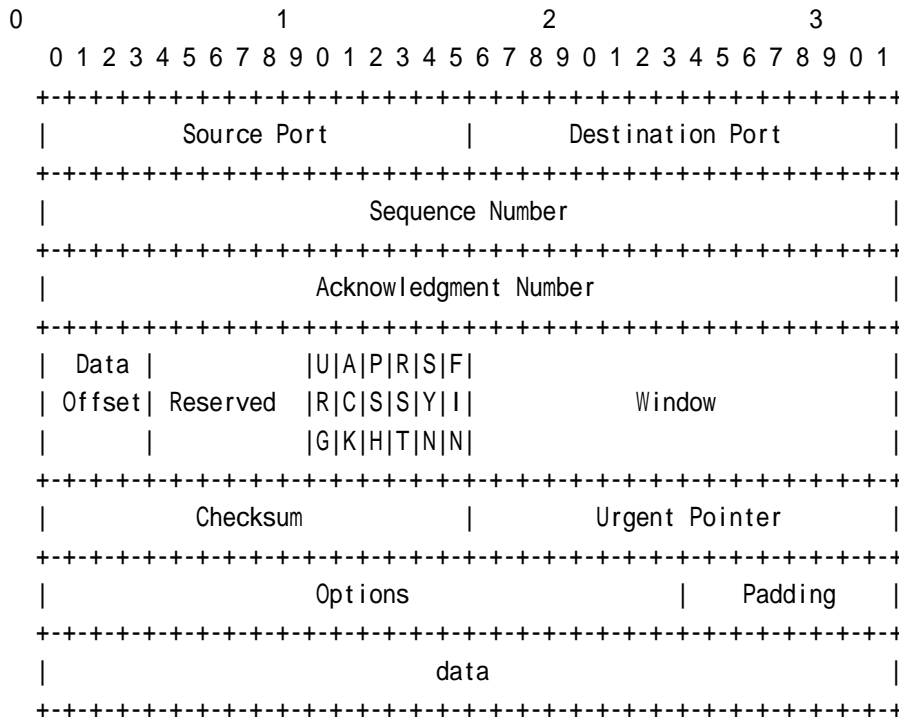 0                   1                   2                   3
   0 1 2 3 4 5 6 7 8 9 0 1 2 3 4 5 6 7 8 9 0 1 2 3 4 5 6 7 8 9 0 1
  +-+-+-+-+-+-+-+-+-+-+-+-+-+-+-+-+-+-+-+-+-+-+-+-+-+-+-+-+-+-+-+-+
  |          Source Port          |       Destination Port        |
  +-+-+-+-+-+-+-+-+-+-+-+-+-+-+-+-+-+-+-+-+-+-+-+-+-+-+-+-+-+-+-+-+
  |                        Sequence Number                        |
  +-+-+-+-+-+-+-+-+-+-+-+-+-+-+-+-+-+-+-+-+-+-+-+-+-+-+-+-+-+-+-+-+
  |                    Acknowledgment Number                      |
  +-+-+-+-+-+-+-+-+-+-+-+-+-+-+-+-+-+-+-+-+-+-+-+-+-+-+-+-+-+-+-+-+
  |  Data |           |U|A|P|R|S|F|                               |
  | Offset| Reserved  |R|C|S|S|Y|I|            Window             |
  |       |           |G|K|H|T|N|N|                               |
  +-+-+-+-+-+-+-+-+-+-+-+-+-+-+-+-+-+-+-+-+-+-+-+-+-+-+-+-+-+-+-+-+
  |           Checksum            |         Urgent Pointer        |
  +-+-+-+-+-+-+-+-+-+-+-+-+-+-+-+-+-+-+-+-+-+-+-+-+-+-+-+-+-+-+-+-+
  |                    Options                    |    Padding    |
  +-+-+-+-+-+-+-+-+-+-+-+-+-+-+-+-+-+-+-+-+-+-+-+-+-+-+-+-+-+-+-+-+
  |                             data                              |
  +-+-+-+-+-+-+-+-+-+-+-+-+-+-+-+-+-+-+-+-+-+-+-+-+-+-+-+-+-+-+-+-+